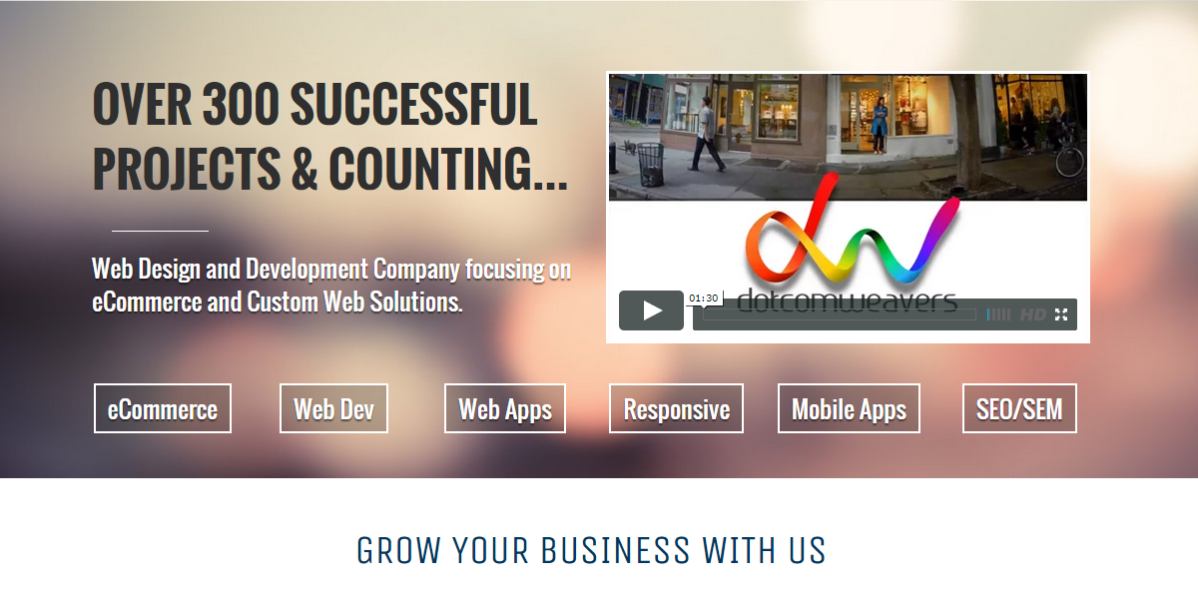 OVER 300 SUCCESSFUL
PROJECTS & COUNTING...
Web Design and Development Company focusing on
eCommerce and Custom Web Solutions.
01:30
dotcomweavers
HD
eCommerce
Web Dev
Web Apps
Responsive
Mobile Apps
SEO/SEM
GROW YOUR BUSINESS WITH US